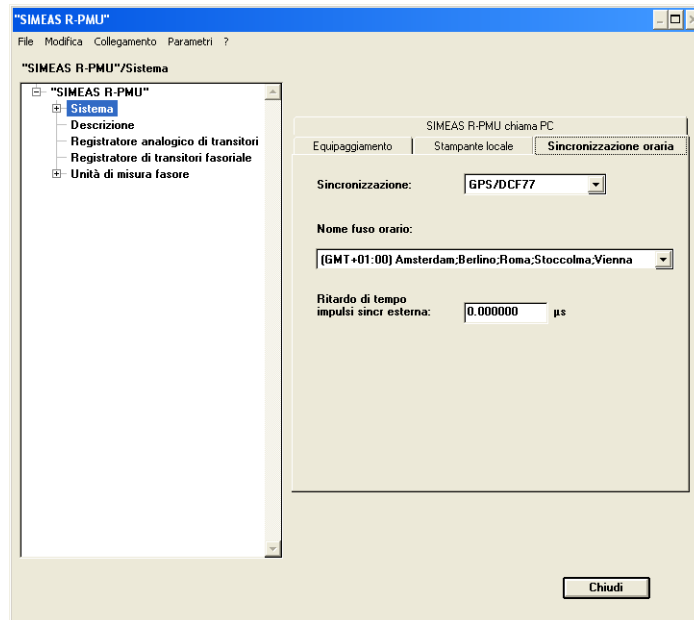 "SIMEAS R-PMU"
File Modifica Collegamento Parametri ?
"SIMEAS R-PMU"/Sistema
"SIMEAS R-PMU"
Sistema
Descrizione
Registratore analogico di transitori
Registratore di transitori fasoriale
Unità di misura fasore
SIMEAS R-PMU chiama PC
Equipaggiamento Stampante locale Sincronizzazione oraria
Sincronizzazione: GPS/DCF77
Nome fuso orario:
(GMT+01:00) Amsterdam;Berlino;Roma;Stoccolma;Vienna
Ritardo di tempo
impulsi sincr esterna: 0.000000 µs
Chiudi